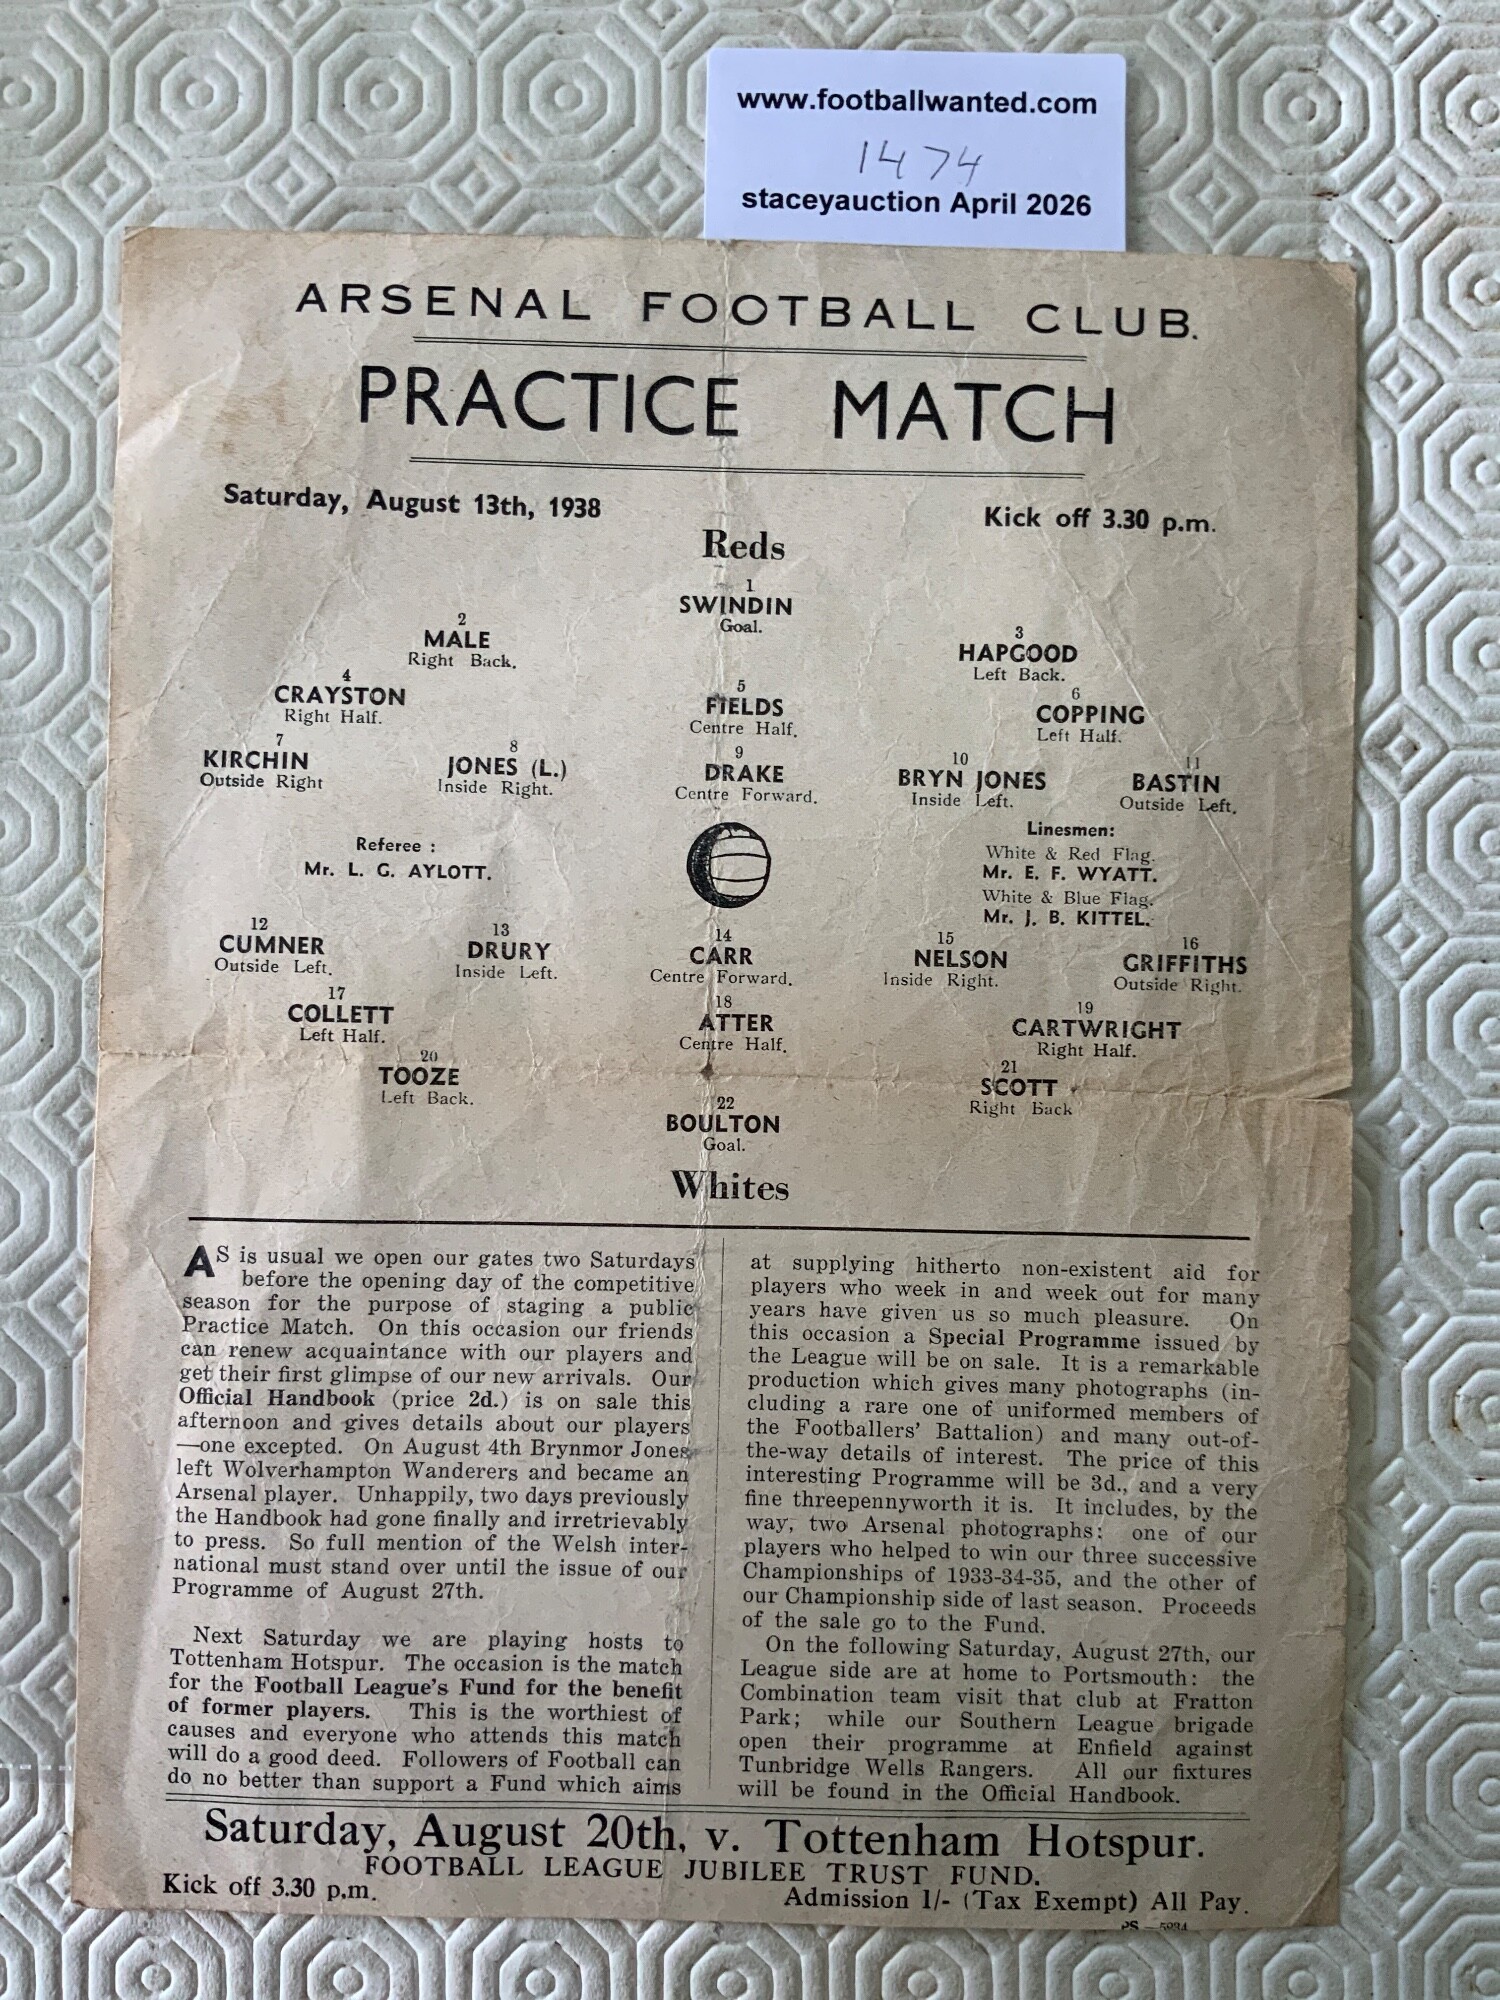 www.footballwanted.com
1474
staceyauction April 2026
ARSENAL FOOTBALL CLUB.
PRACTICE MATCH
Saturday, August 13th, 1938
Kick off 3.30 p.m.
Reds
1
SWINDIN
Goal.
2
MALE
Right Back.
3
HAPGOOD
Left Back.
4
CRAYSTON
Right Half.
5
FIELDS
Centre Half.
6
COPPING
Left Half.
7
KIRCHIN
Outside Right
8
JONES (L.)
Inside Right.
9
DRAKE
Centre Forward.
10
BRYN JONES
Inside Left.
11
BASTIN
Outside Left.
Referee :
Mr. L. G. AYLOTT.
Linesmen:
White & Red Flag.
Mr. E. F. WYATT.
White & Blue Flag.
Mr. J. B. KITTEL.
12
CUMNER
Outside Left.
13
DRURY
Inside Left.
14
CARR
Centre Forward.
15
NELSON
Inside Right.
16
GRIFFITHS
Outside Right.
17
COLLETT
Left Half.
18
ATTER
Centre Half.
19
CARTWRIGHT
Right Half.
20
TOOZE
Left Back.
21
SCOTT
Right Back
22
BOULTON
Goal.
Whites
AS is usual we open our gates two Saturdays
before the opening day of the competitive
season for the purpose of staging a public
Practice Match. On this occasion our friends
can renew acquaintance with our players and
get their first glimpse of our new arrivals. Our
Official Handbook (price 2d.) is on sale this
afternoon and gives details about our players
—one excepted. On August 4th Brynmor Jones
left Wolverhampton Wanderers and became an
Arsenal player. Unhappily, two days previously
the Handbook had gone finally and irretrievably
to press. So full mention of the Welsh inter-
national must stand over until the issue of our
Programme of August 27th.
Next Saturday we are playing hosts to
Tottenham Hotspur. The occasion is the match
for the Football League's Fund for the benefit
of former players. This is the worthiest of
causes and everyone who attends this match
will do a good deed. Followers of Football can
do no better than support a Fund which aims
at supplying hitherto non-existent aid for
players who week in and week out for many
years have given us so much pleasure. On
this occasion a Special Programme issued by
the League will be on sale. It is a remarkable
production which gives many photographs (in-
cluding a rare one of uniformed members of
the Footballers' Battalion) and many out-of-
the-way details of interest. The price of this
interesting Programme will be 3d., and a very
fine threepennyworth it is. It includes, by the
way, two Arsenal photographs: one of our
players who helped to win our three successive
Championships of 1933-34-35, and the other of
our Championship side of last season. Proceeds
of the sale go to the Fund.
On the following Saturday, August 27th, our
League side are at home to Portsmouth: the
Combination team visit that club at Fratton
Park; while our Southern League brigade
open their programme at Enfield against
Tunbridge Wells Rangers. All our fixtures
will be found in the Official Handbook.
Saturday, August 20th, v. Tottenham Hotspur.
FOOTBALL LEAGUE JUBILEE TRUST FUND.
Kick off 3.30 p.m.
Admission 1/- (Tax Exempt) All Pay.